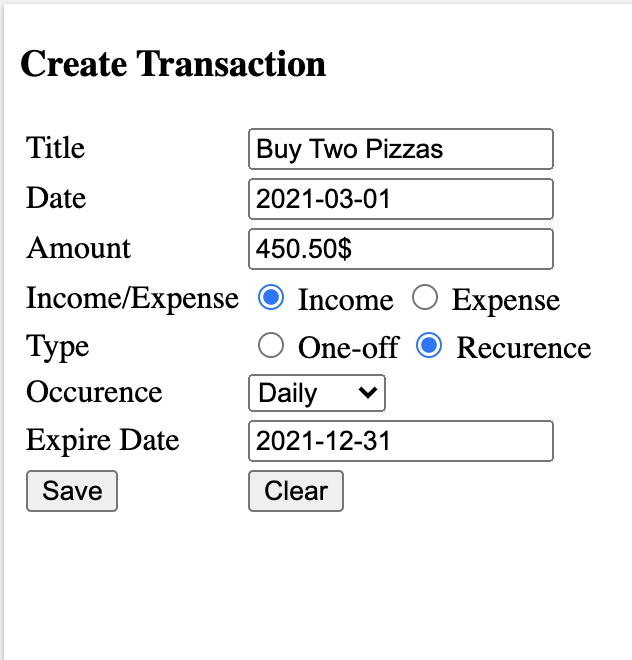 Create Transaction
Title Buy Two Pizzas
Date 2021-03-01
Amount 450.50$
Income/Expense Income Expense
Type One-off Recurence
Occurence Daily
Expire Date 2021-12-31
Save Clear